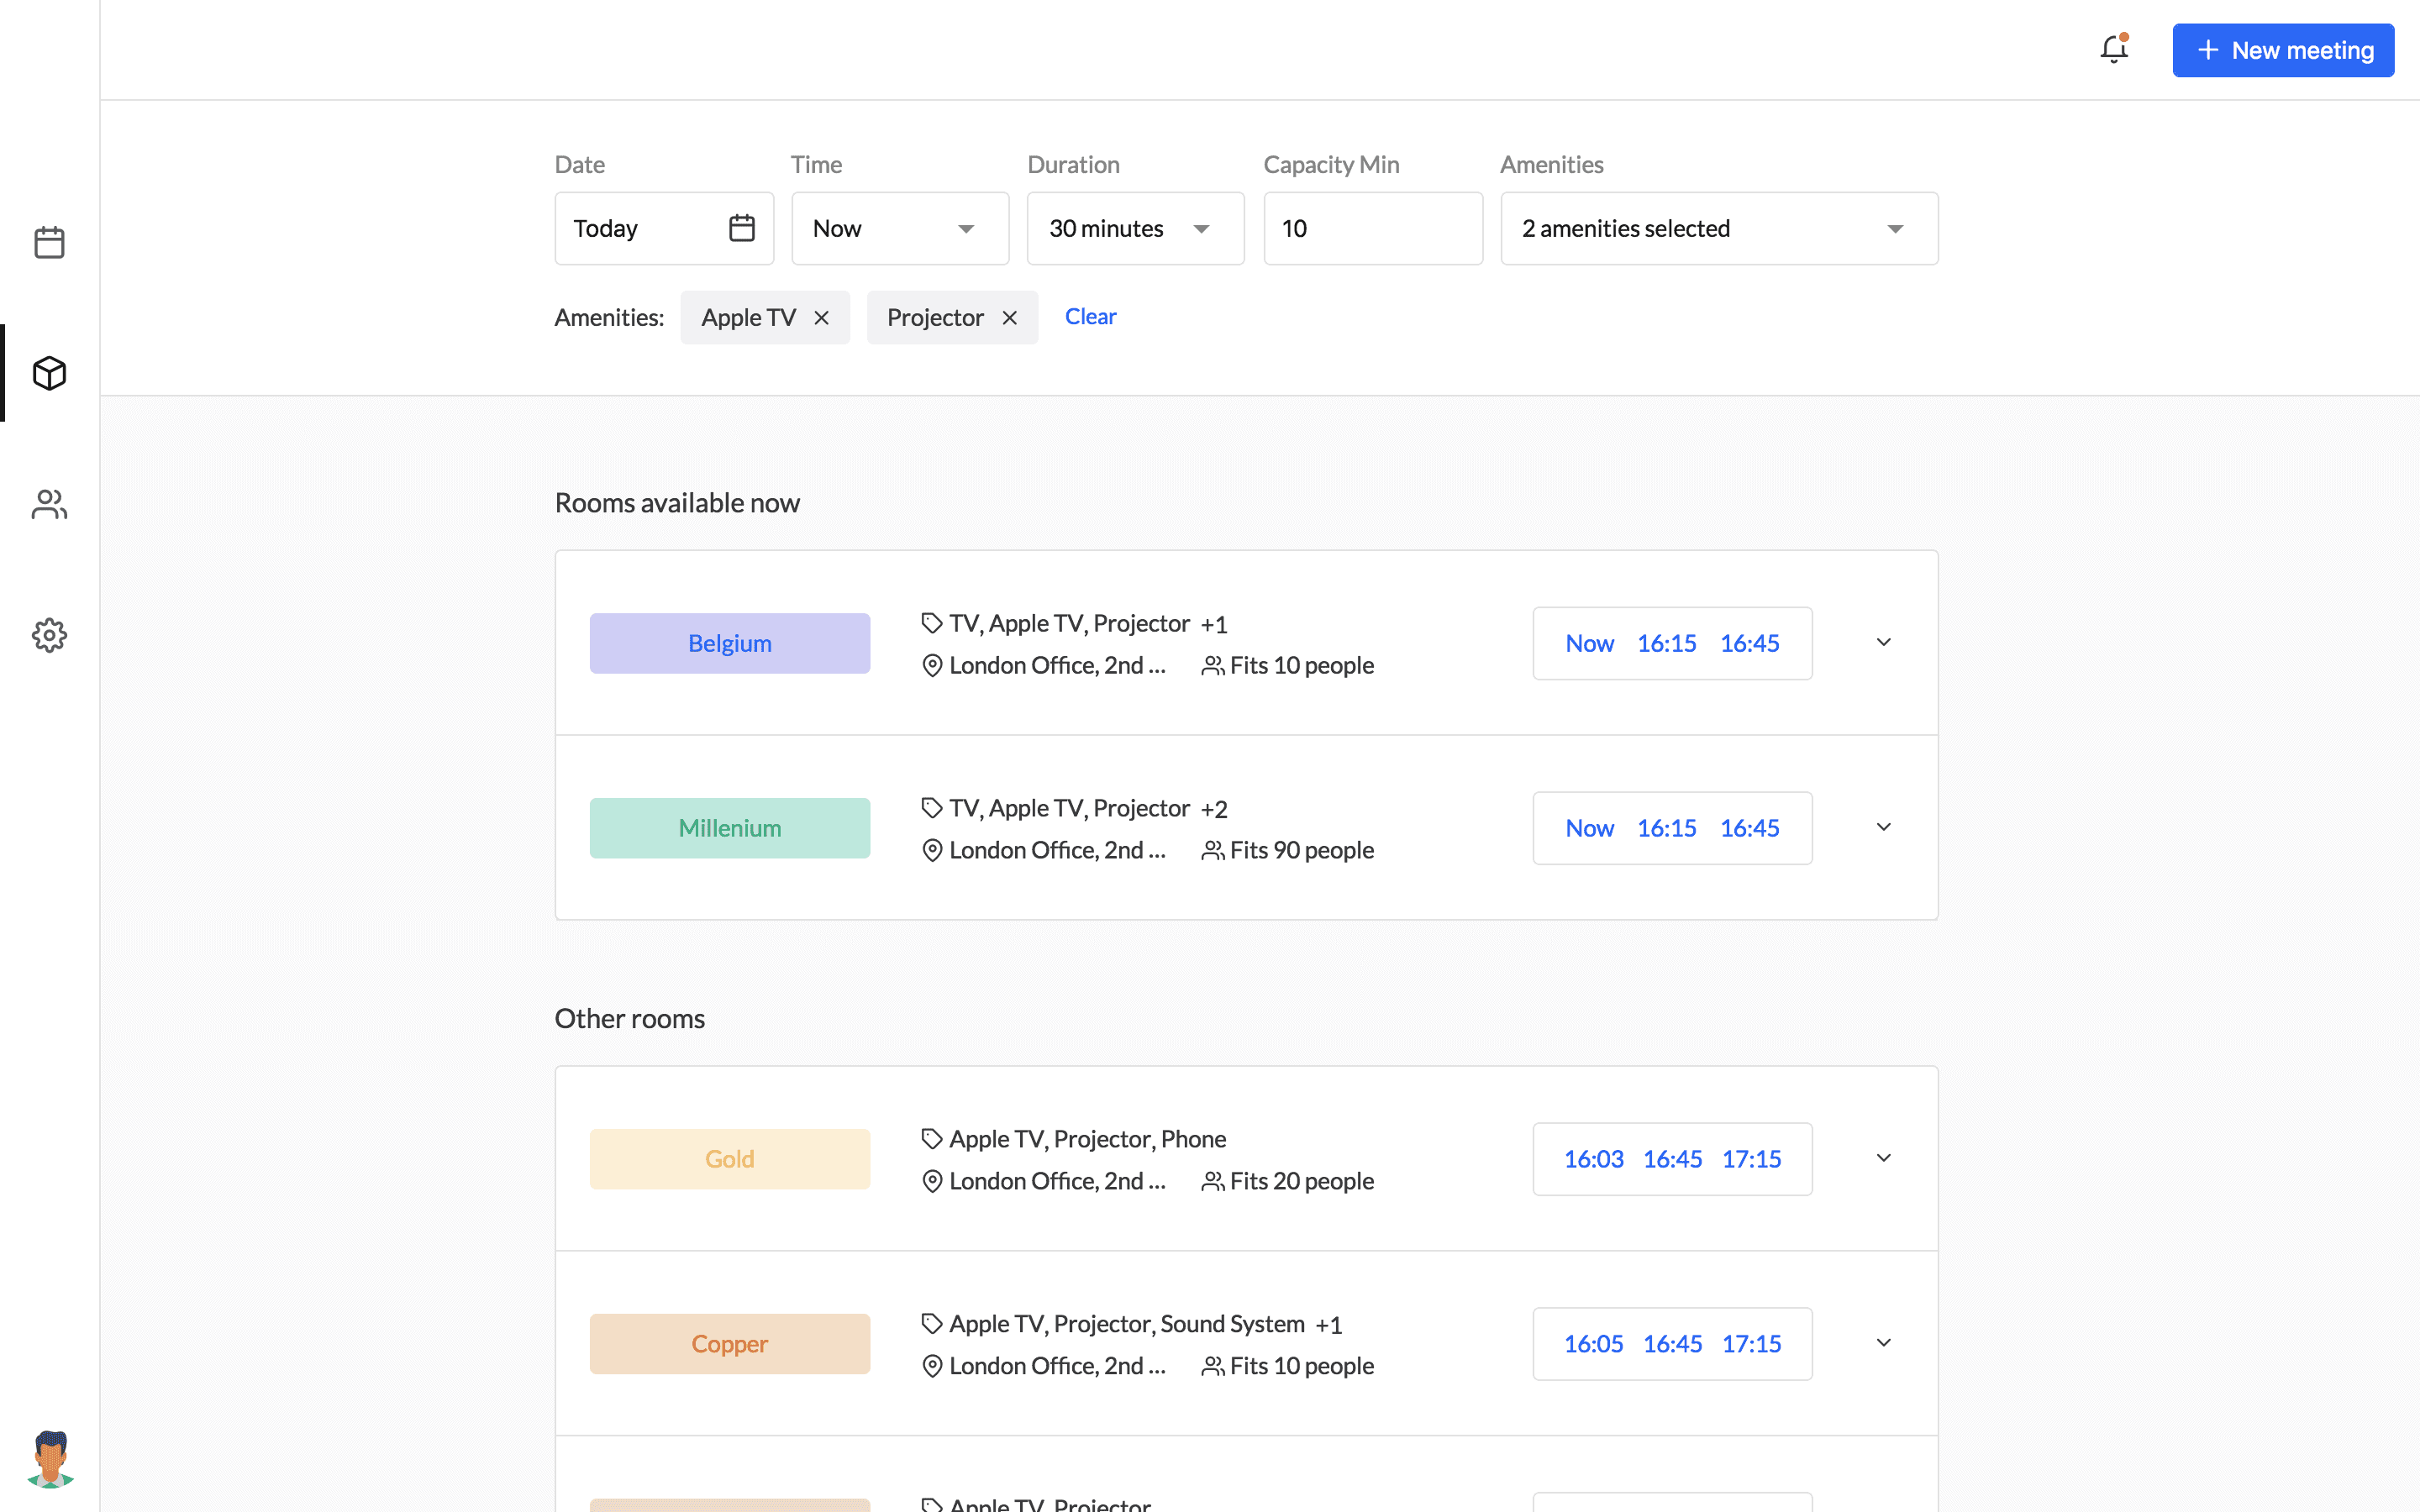 New meeting
Date Time Duration Capacity Min Amenities
Today Now 30 minutes 10 2 amenities selected
Amenities: Apple TV Projector Clear
Rooms available now
Belgium
TV, Apple TV, Projector +1
London Office, 2nd ... Fits 10 people
Now 16:15 16:45
Millenium
TV, Apple TV, Projector +2
London Office, 2nd ... Fits 90 people
Now 16:15 16:45
Other rooms
Gold
Apple TV, Projector, Phone
London Office, 2nd ... Fits 20 people
16:03 16:45 17:15
Copper
Apple TV, Projector, Sound System +1
London Office, 2nd ... Fits 10 people
16:05 16:45 17:15
Apple TV, Projector